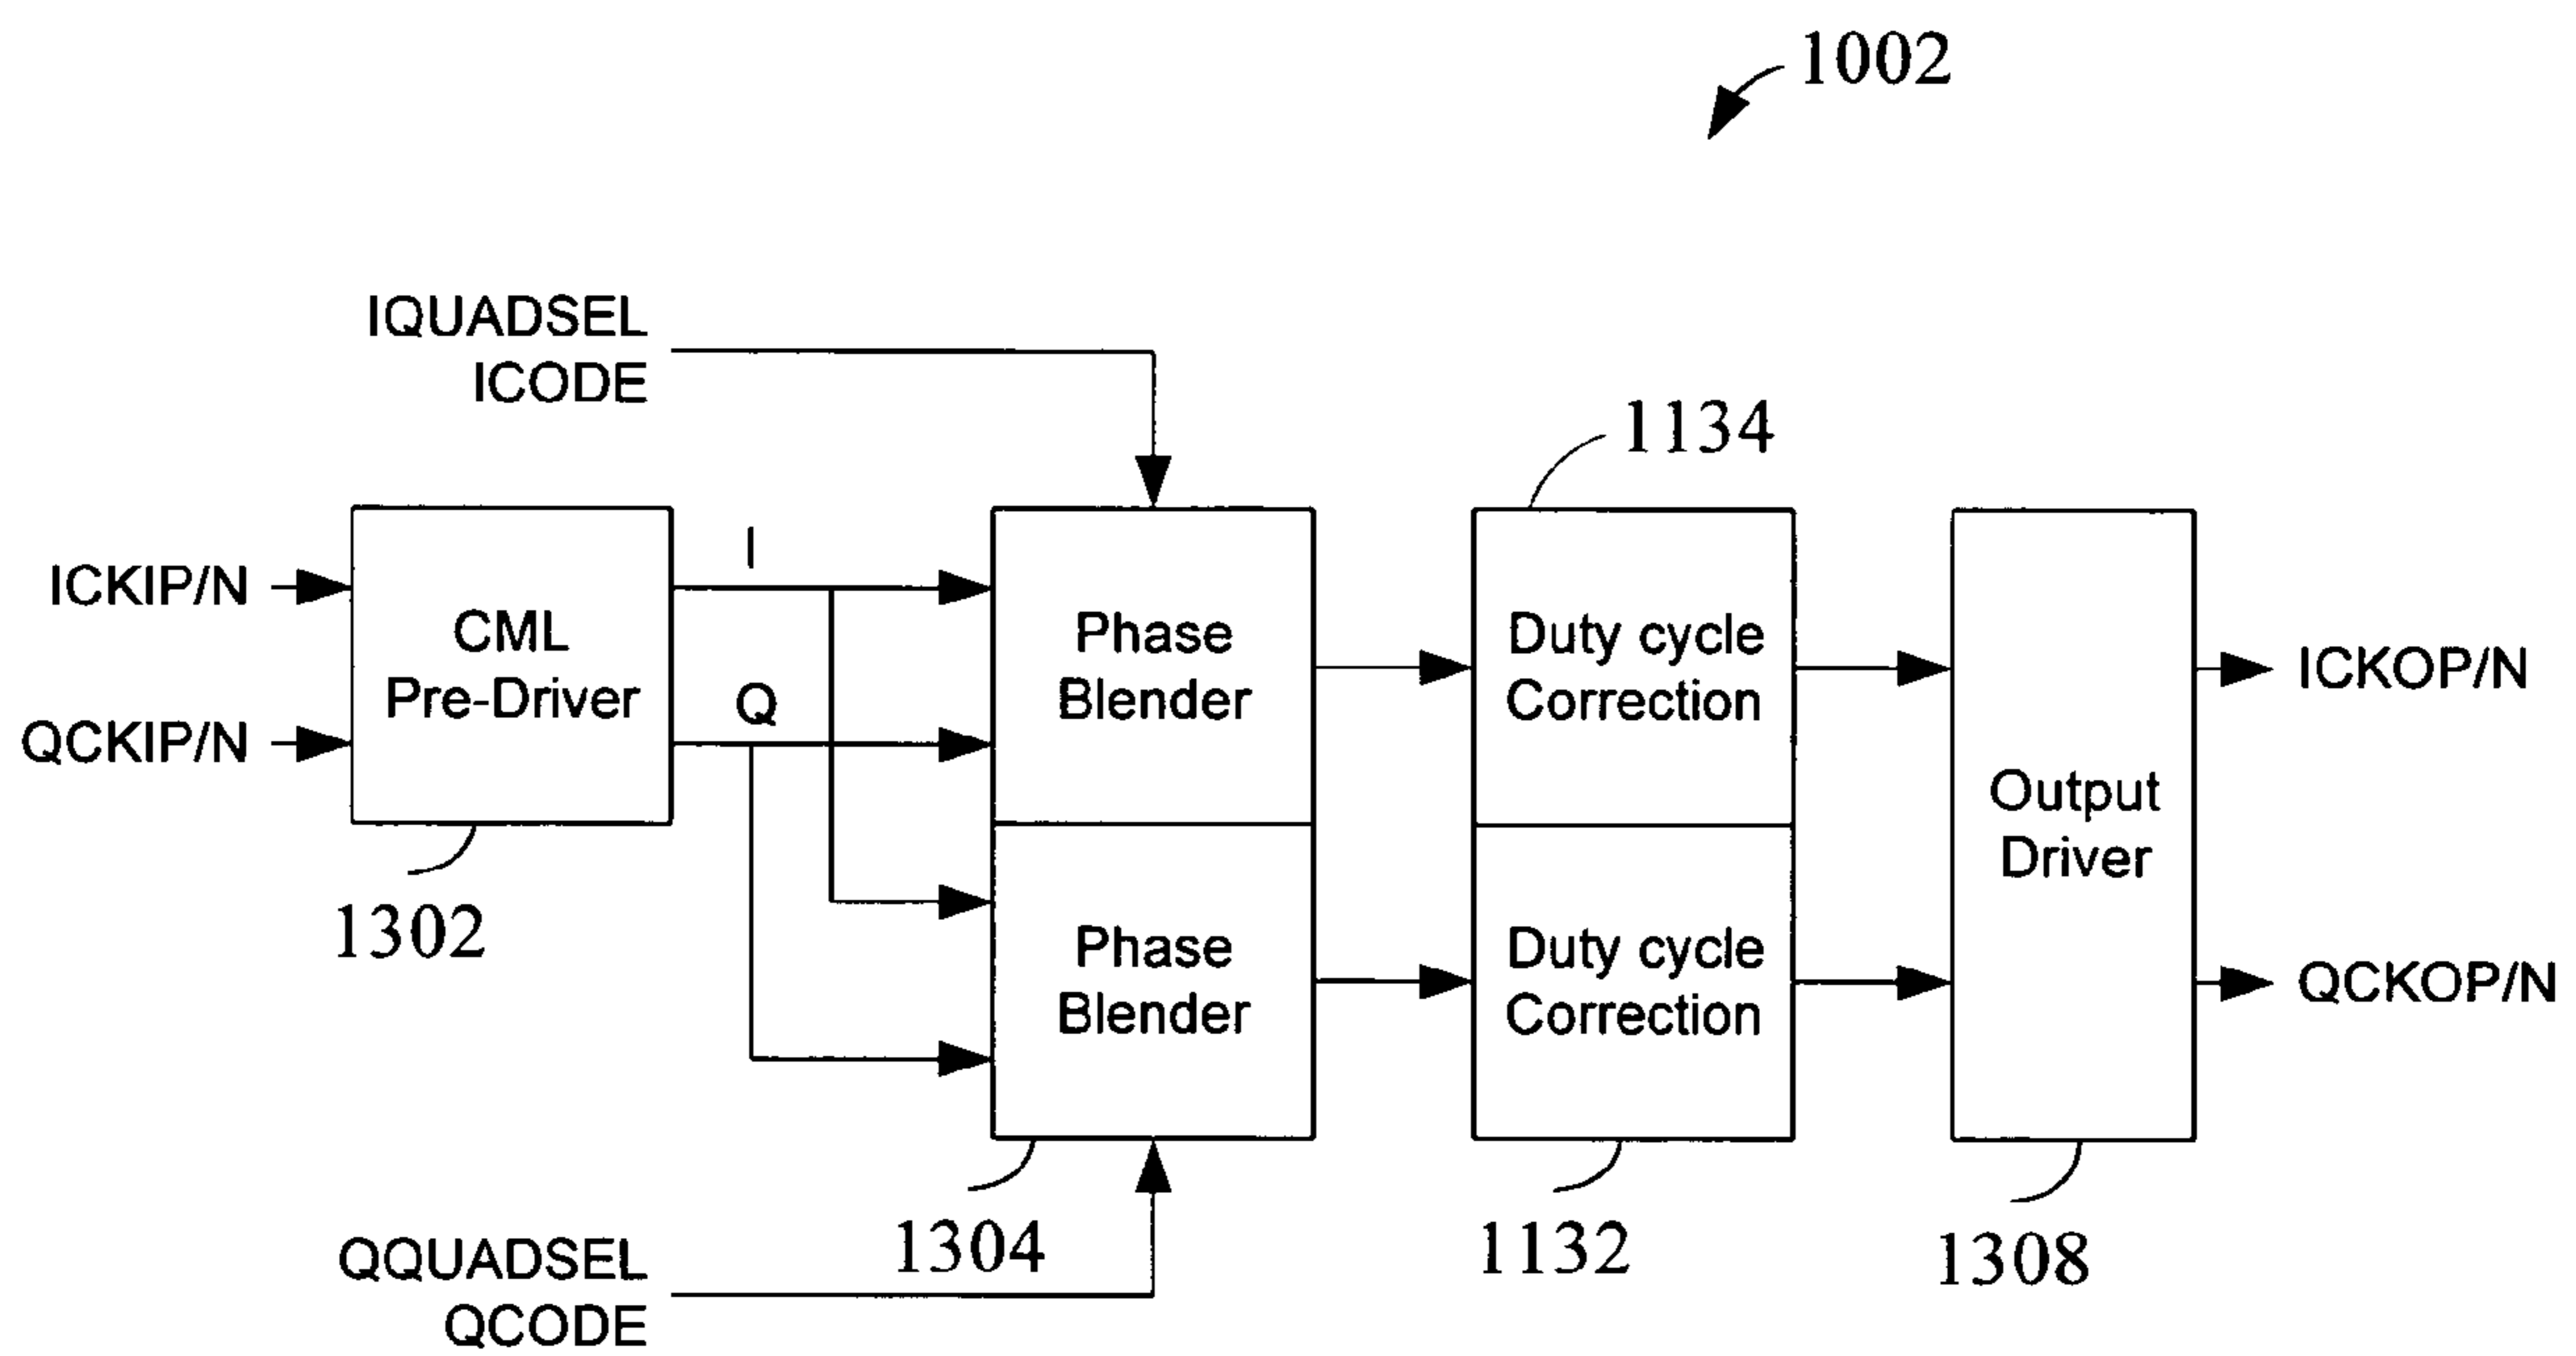 1002
IQUADSEL
ICODE
1134
ICKIP/N
QCKIP/N
CML
Pre-Driver
I
Q
Phase
Blender
Duty cycle
Correction
Output
Driver
ICKOP/N
QCKOP/N
1302
Phase
Blender
Duty cycle
Correction
1304
1132
1308
QQUADSEL
QCODE